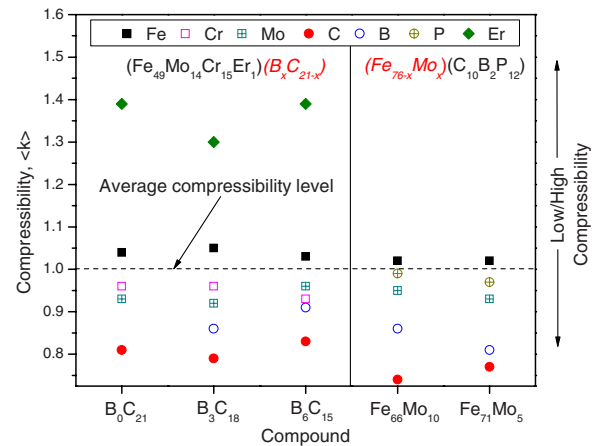 1.6
1.5
1.4
1.3
1.2
1.1
1.0
0.9
0.8
Compressibility, <k>
Fe Cr Mo C B P Er
(Fe₄₉Mo₁₄Cr₁₅Er₁)(BₓC₂₁₋ₓ) (Fe₇₆₋ₓMoₓ)(C₁₀B₂P₁₂)
Average compressibility level
Low/High
Compressibility
B₀C₂₁ B₃C₁₈ B₆C₁₅ Fe₆₆Mo₁₀ Fe₇₁Mo₅
Compound